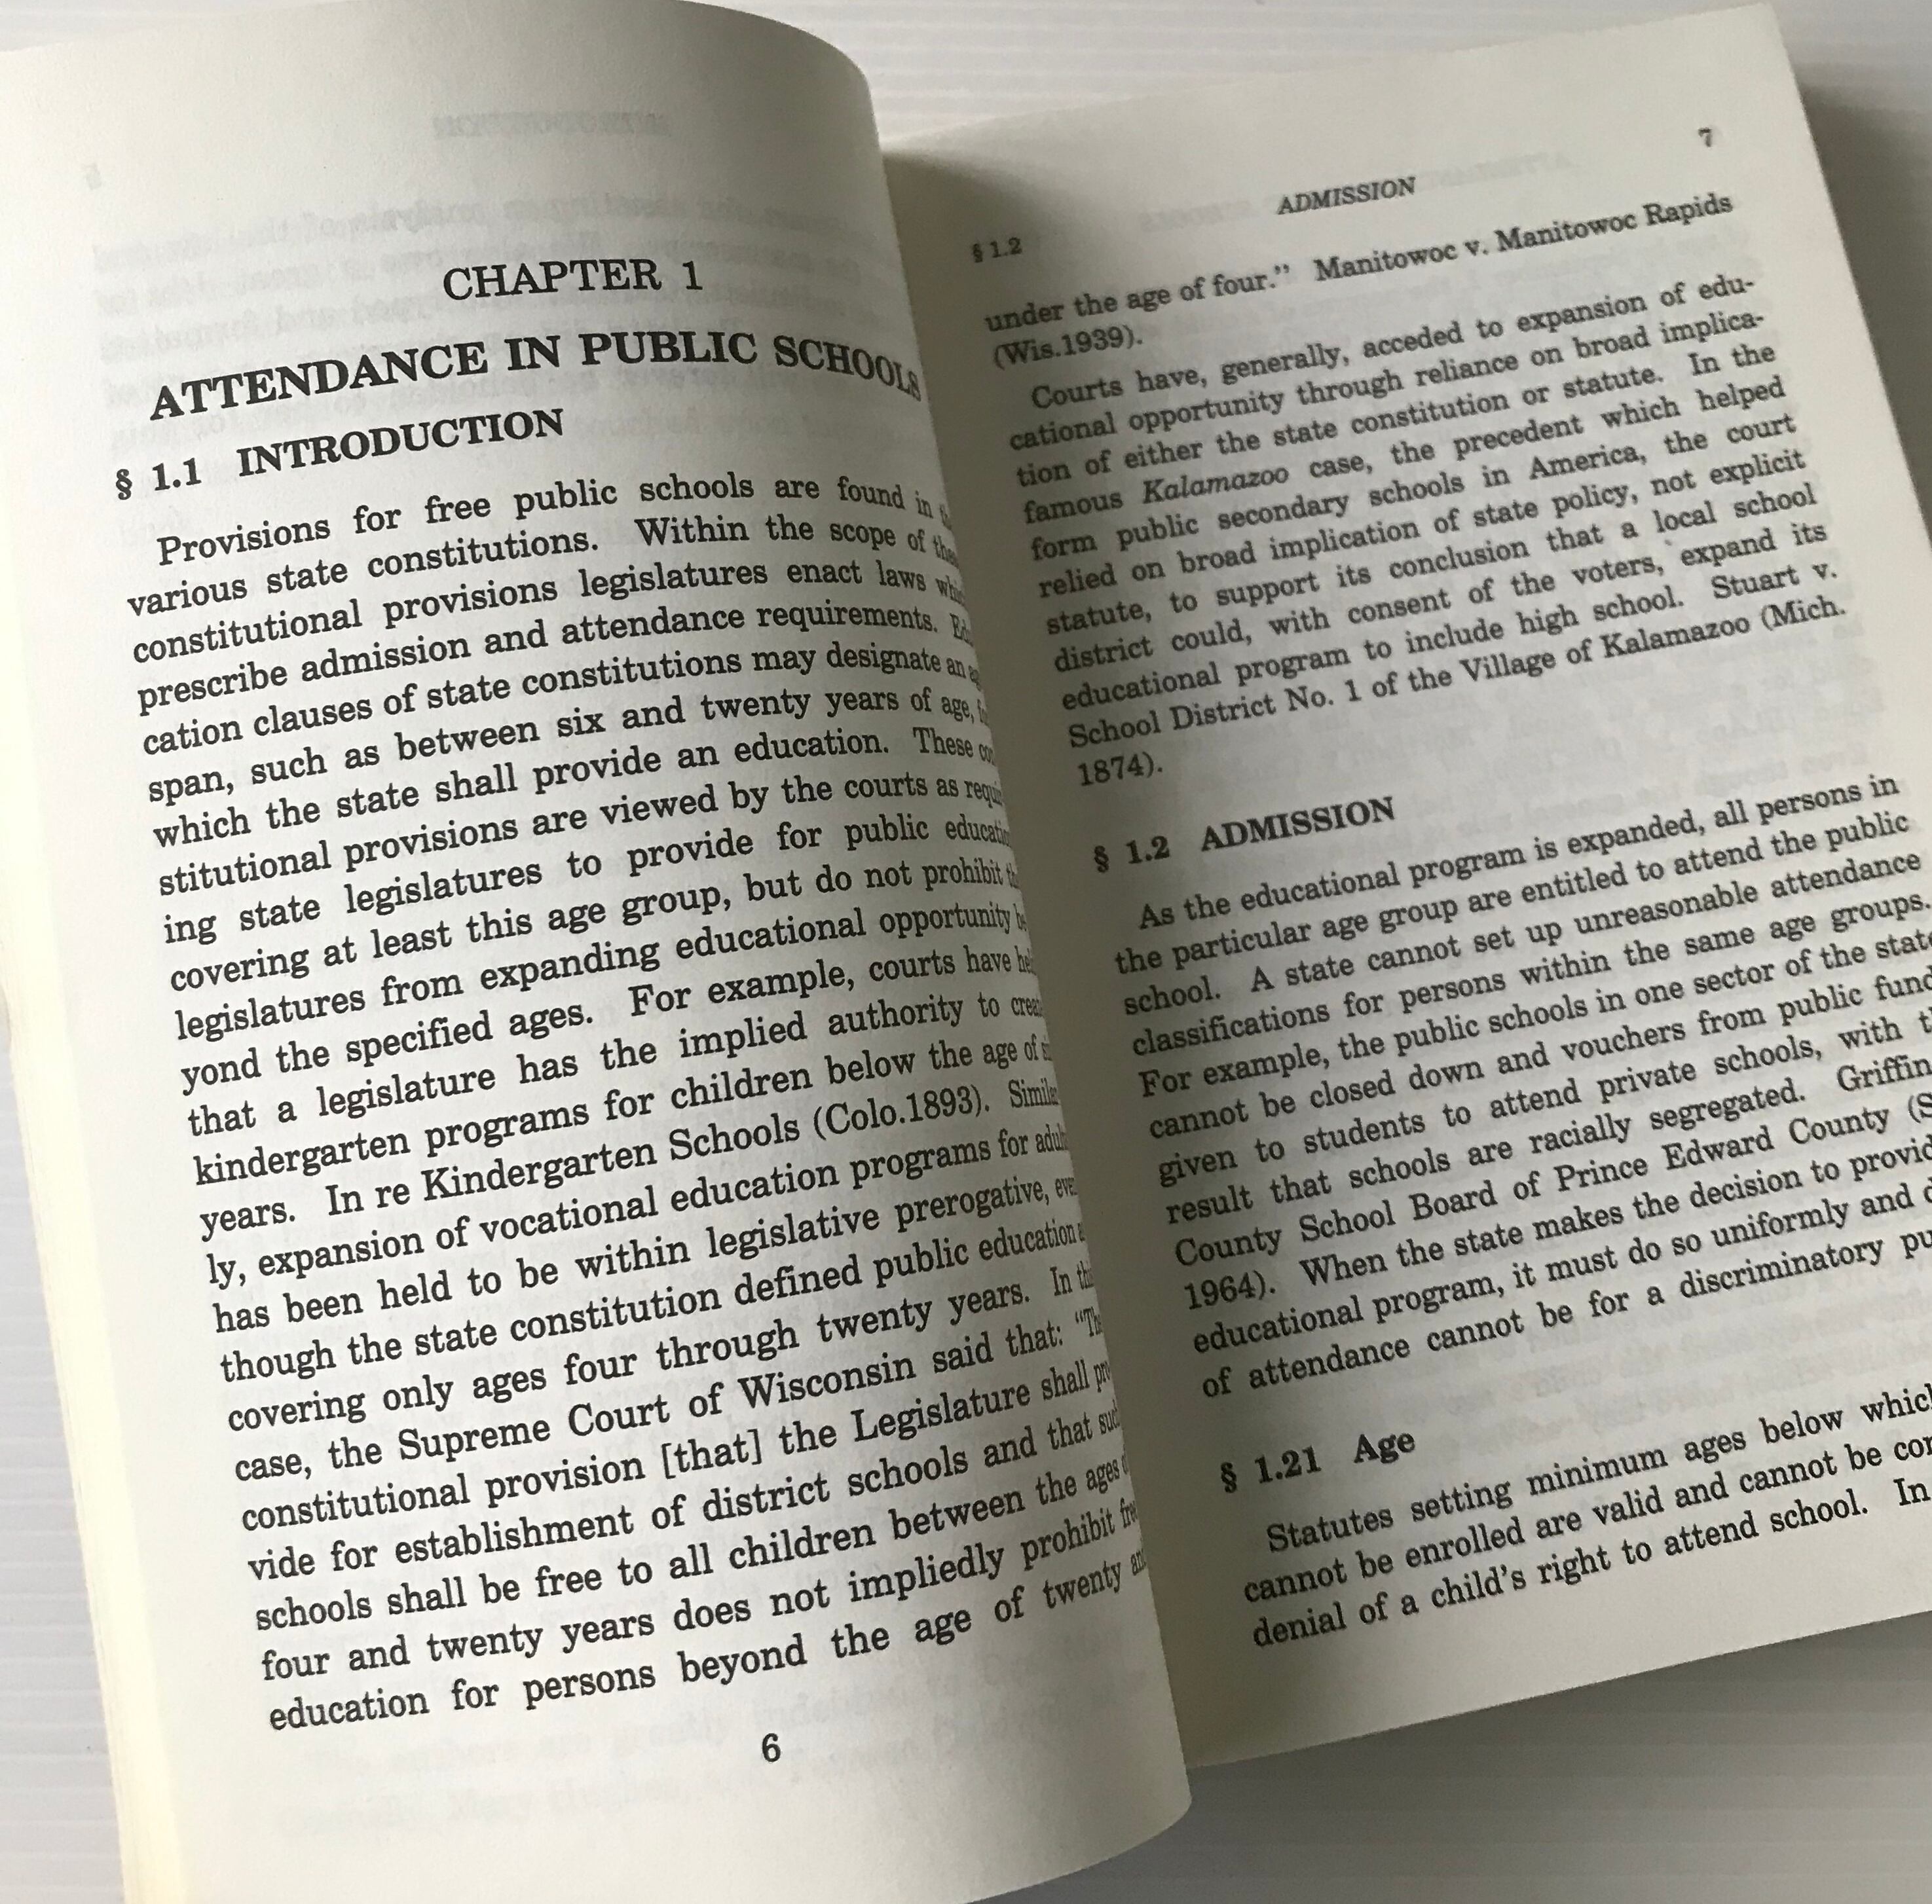 CHAPTER 1
ATTENDANCE IN PUBLIC SCHOOLS
§ 1.1 INTRODUCTION
Provisions for free public schools are found in
various state constitutions. Within the scope of
constitutional provisions legislatures enact laws
prescribe admission and attendance requirements.
cation clauses of state constitutions may designate an
span, such as between six and twenty years of age,
which the state shall provide an education. These
stitutional provisions are viewed by the courts as
ing state legislatures to provide for public
covering at least this age group, but do not prohibit
legislatures from expanding educational opportunity
yond the specified ages. For example, courts have
that a legislature has the implied authority to
kindergarten programs for children below the age of
years. In re Kindergarten Schools (Colo.1893).
ly, expansion of vocational education programs for
has been held to be within legislative prerogative,
though the state constitution defined public education
covering only ages four through twenty years. In
case, the Supreme Court of Wisconsin said that:
constitutional provision [that] the Legislature shall
vide for establishment of district schools and that
schools shall be free to all children between the ages
four and twenty years does not impliedly prohibit
education for persons beyond the age of twenty
6
§ 1.2 ADMISSION 7
under the age of four." Manitowoc v. Manitowoc Rapids
(Wis.1939).
Courts have, generally, acceded to expansion of edu-
cational opportunity through reliance on broad implica-
tion of either the state constitution or statute. In the
famous Kalamazoo case, the precedent which helped
form public secondary schools in America, the court
relied on broad implication of state policy, not explicit
statute, to support its conclusion that a local school
district could, with consent of the voters, expand its
educational program to include high school. Stuart v.
School District No. 1 of the Village of Kalamazoo (Mich.
1874).
§ 1.2 ADMISSION
As the educational program is expanded, all persons in
the particular age group are entitled to attend the public
school. A state cannot set up unreasonable attendance
classifications for persons within the same age groups.
For example, the public schools in one sector of the
cannot be closed down and vouchers from public
given to students to attend private schools, with
result that schools are racially segregated. Griffin
County School Board of Prince Edward County
1964). When the state makes the decision to
educational program, it must do so uniformly and
of attendance cannot be for a discriminatory
§ 1.21 Age
Statutes setting minimum ages below
cannot be enrolled are valid and cannot be
denial of a child's right to attend school. In